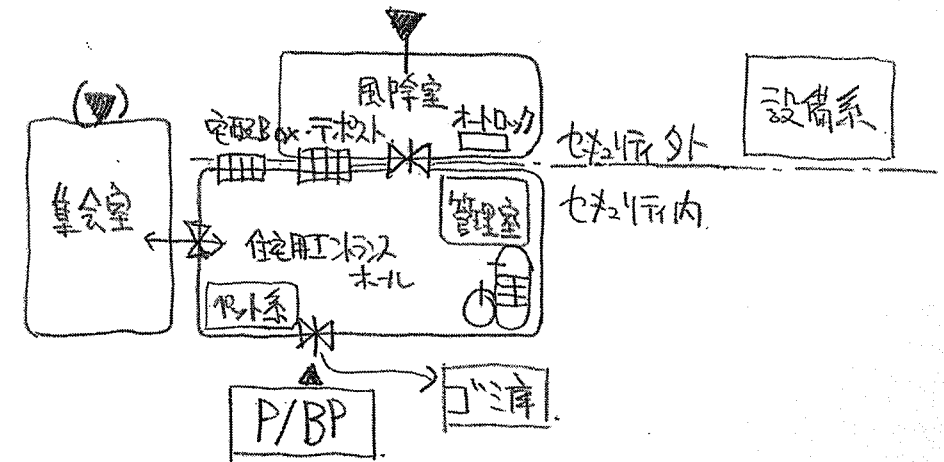 風除室
設備系
宅配Box
テポスト
オートロック
セキュリティ外
集会室
管理室
セキュリティ内
住宅用エントランス
ホール
ペット系
P/BP
ゴミ庫